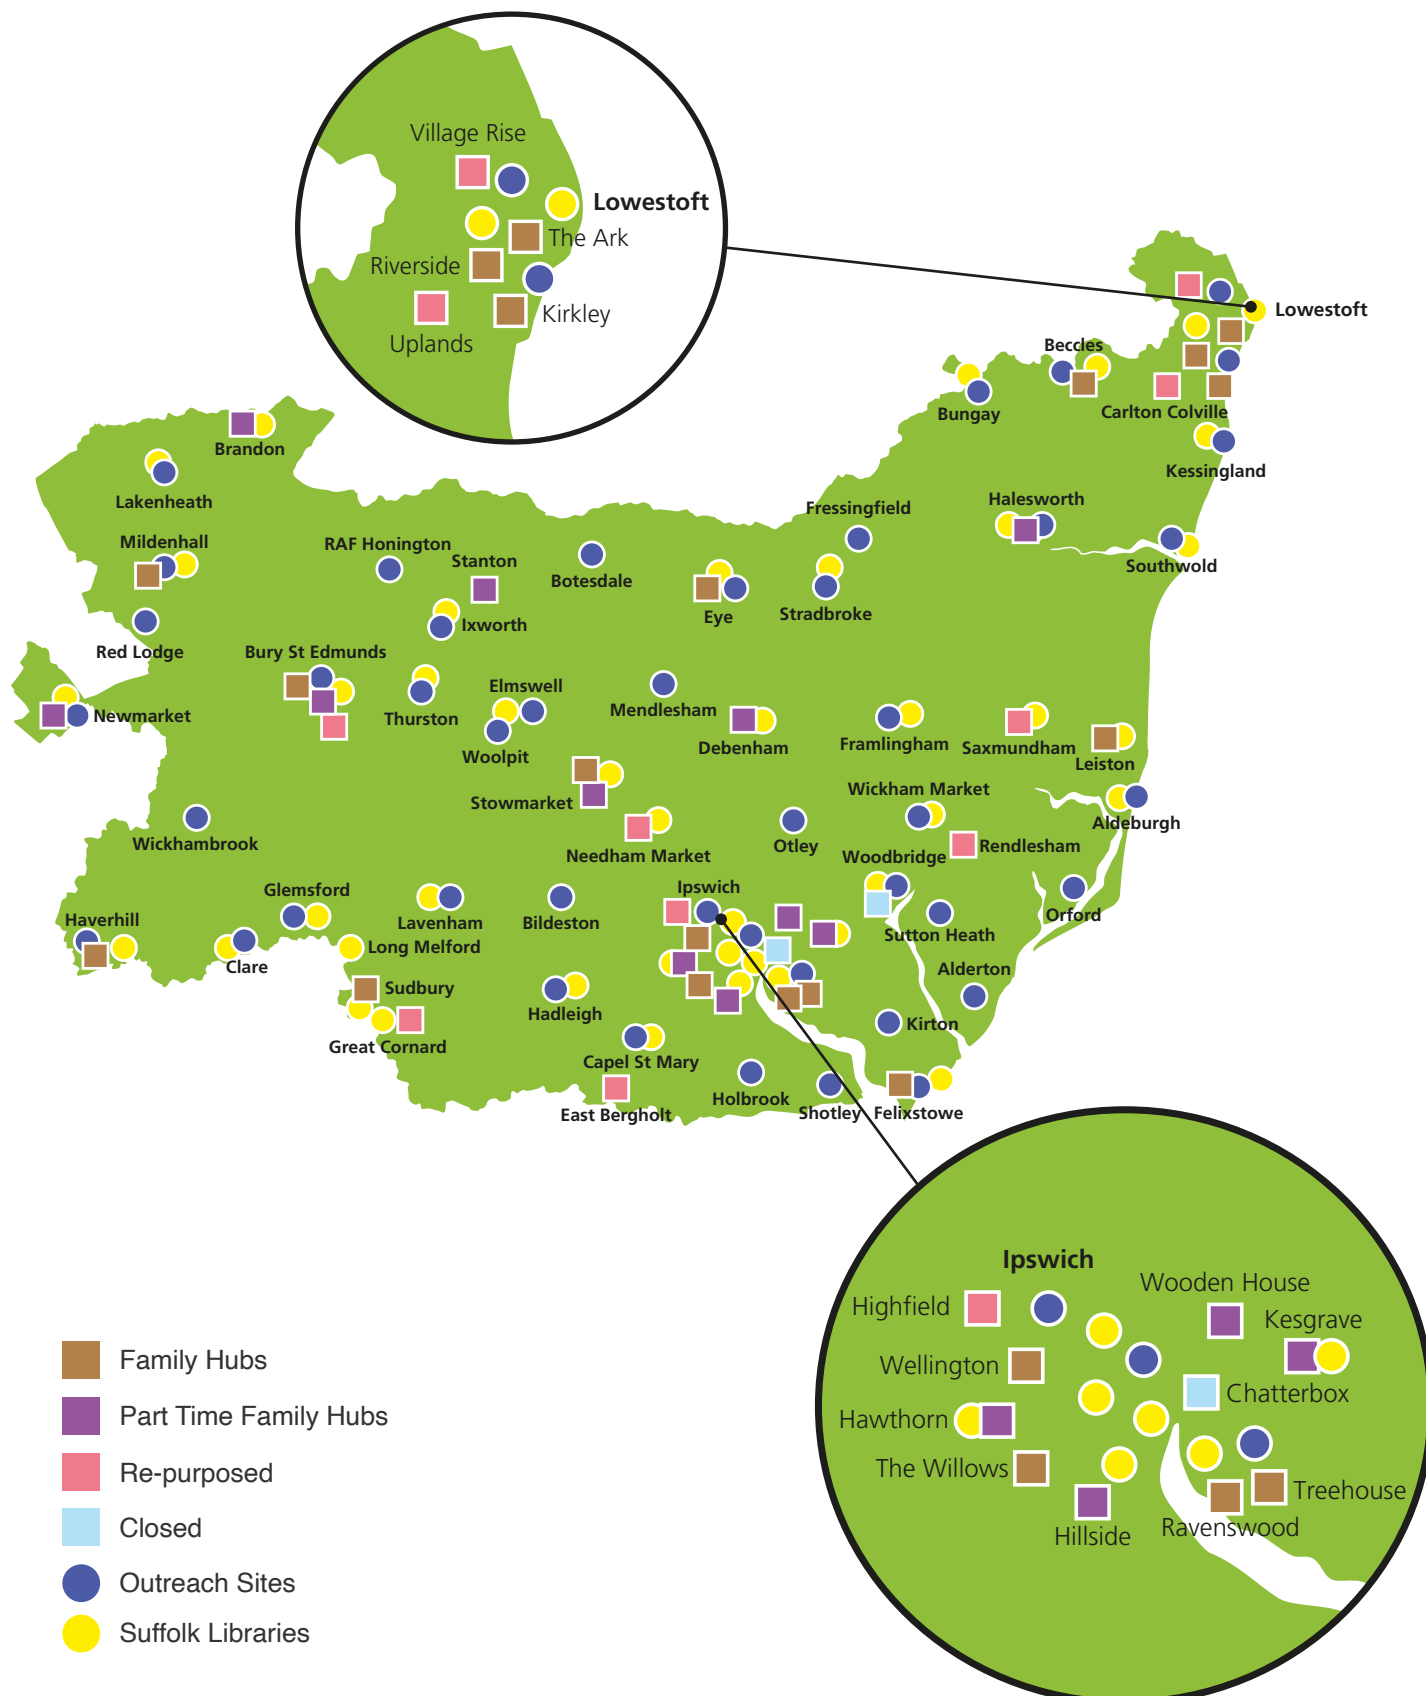 Village Rise
Lowestoft
The Ark
Riverside
Kirkley
Uplands
Lowestoft
Beccles
Bungay
Carlton Colville
Kessingland
Brandon
Lakenheath
Halesworth
Fressingfield
Mildenhall
RAF Honington
Stanton
Botesdale
Southwold
Eye
Stradbroke
Ixworth
Red Lodge
Bury St Edmunds
Elmswell
Newmarket
Thurston
Mendlesham
Debenham
Framlingham
Saxmundham
Woolpit
Leiston
Stowmarket
Wickham Market
Aldeburgh
Wickhambrook
Needham Market
Otley
Rendlesham
Woodbridge
Glemsford
Ipswich
Haverhill
Lavenham
Bildeston
Orford
Sutton Heath
Long Melford
Clare
Alderton
Sudbury
Hadleigh
Kirton
Great Cornard
Capel St Mary
Holbrook
East Bergholt
Shotley
Felixstowe
Ipswich
Wooden House
Highfield
Kesgrave
Wellington
Chatterbox
Hawthorn
The Willows
Treehouse
Ravenswood
Hillside
Family Hubs
Part Time Family Hubs
Re-purposed
Closed
Outreach Sites
Suffolk Libraries